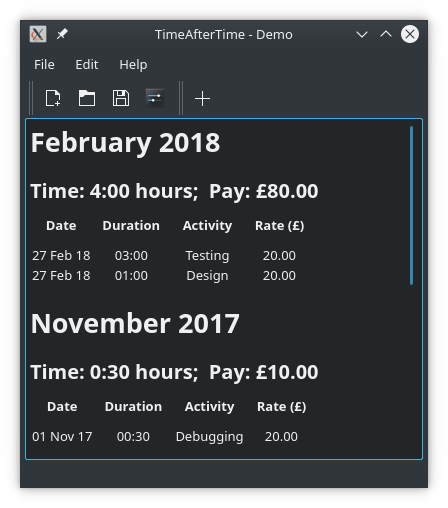 TimeAfterTime - Demo
File Edit Help
February 2018
Time: 4:00 hours; Pay: £80.00
Date Duration Activity Rate (£)
27 Feb 18 03:00 Testing 20.00
27 Feb 18 01:00 Design 20.00
November 2017
Time: 0:30 hours; Pay: £10.00
Date Duration Activity Rate (£)
01 Nov 17 00:30 Debugging 20.00